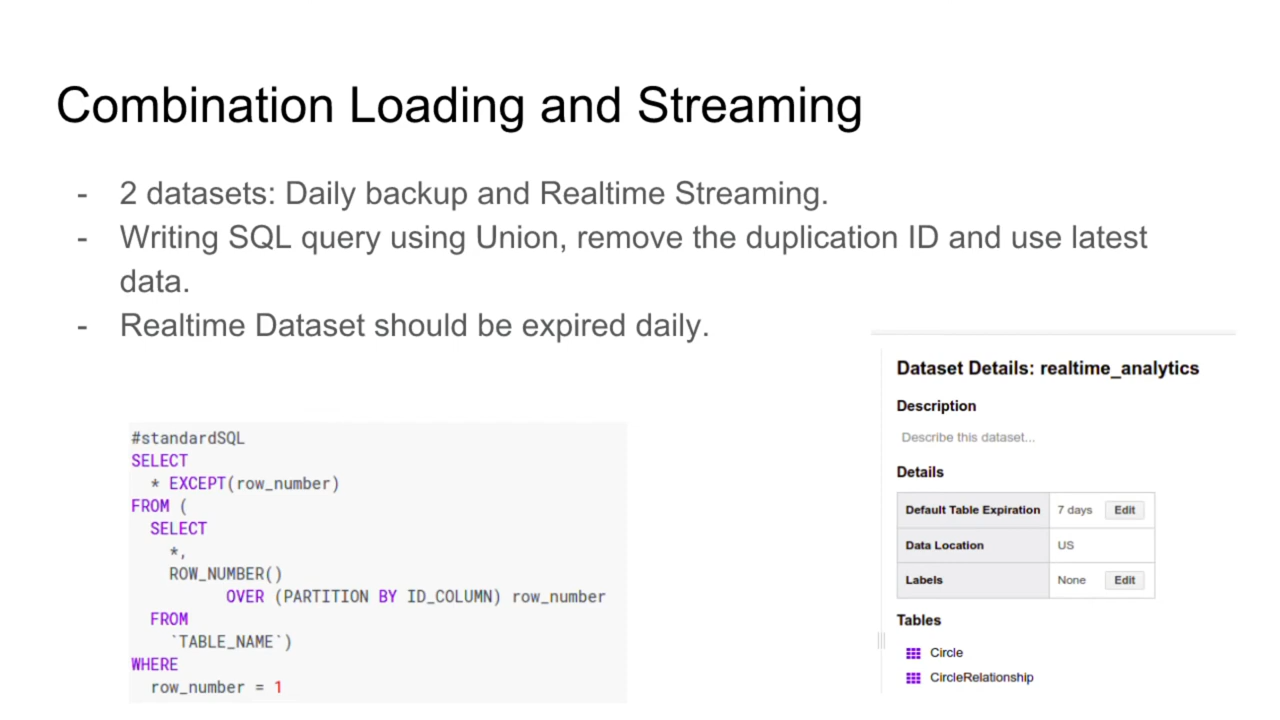 Combination Loading and Streaming
- 2 datasets: Daily backup and Realtime Streaming.
- Writing SQL query using Union, remove the duplication ID and use latest
data.
- Realtime Dataset should be expired daily.
#standardSQL
SELECT
* EXCEPT(row_number)
FROM (
SELECT
*,
ROW_NUMBER()
OVER (PARTITION BY ID_COLUMN) row_number
FROM
`TABLE_NAME`)
WHERE
row_number = 1
Dataset Details: realtime_analytics
Description
Describe this dataset...
Details
Default Table Expiration 7 days Edit
Data Location US
Labels None Edit
Tables
Circle
CircleRelationship